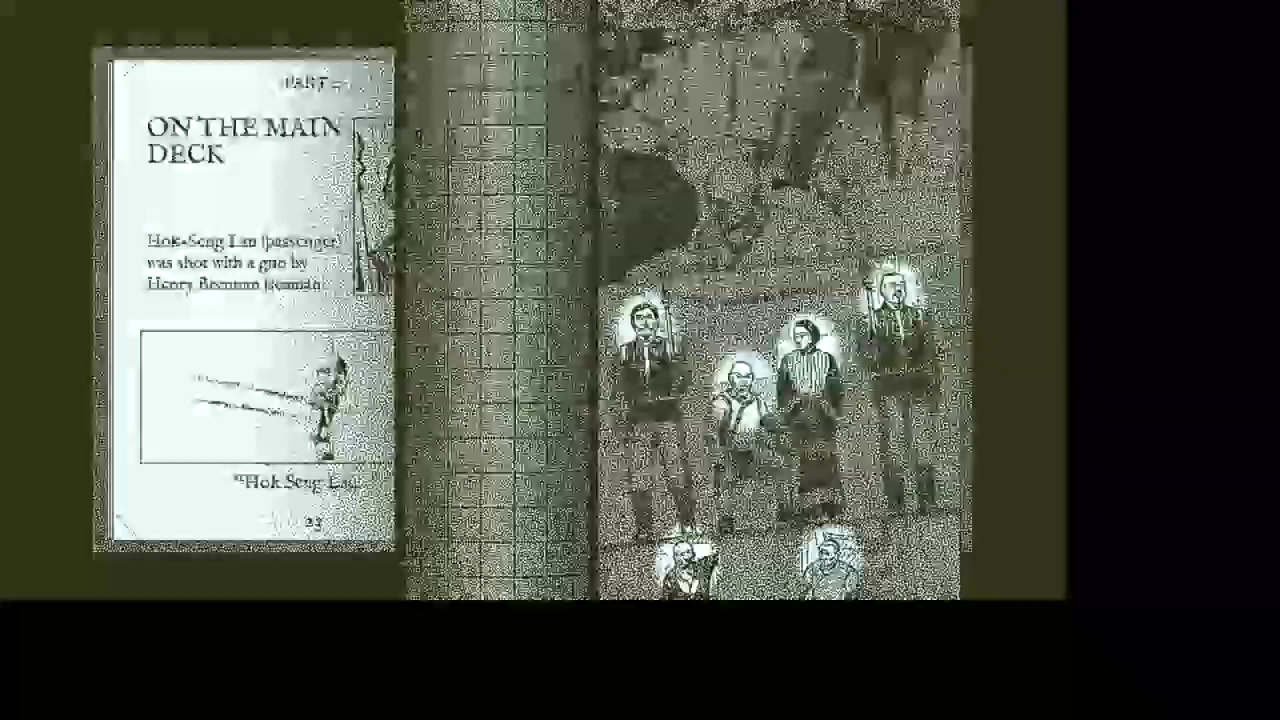 PART
ON THE MAIN
DECK
Hok-Seng Lau (passenger)
was shot with a gun by
Henry Brennan (seaman)
"Hok Seng Lau
23